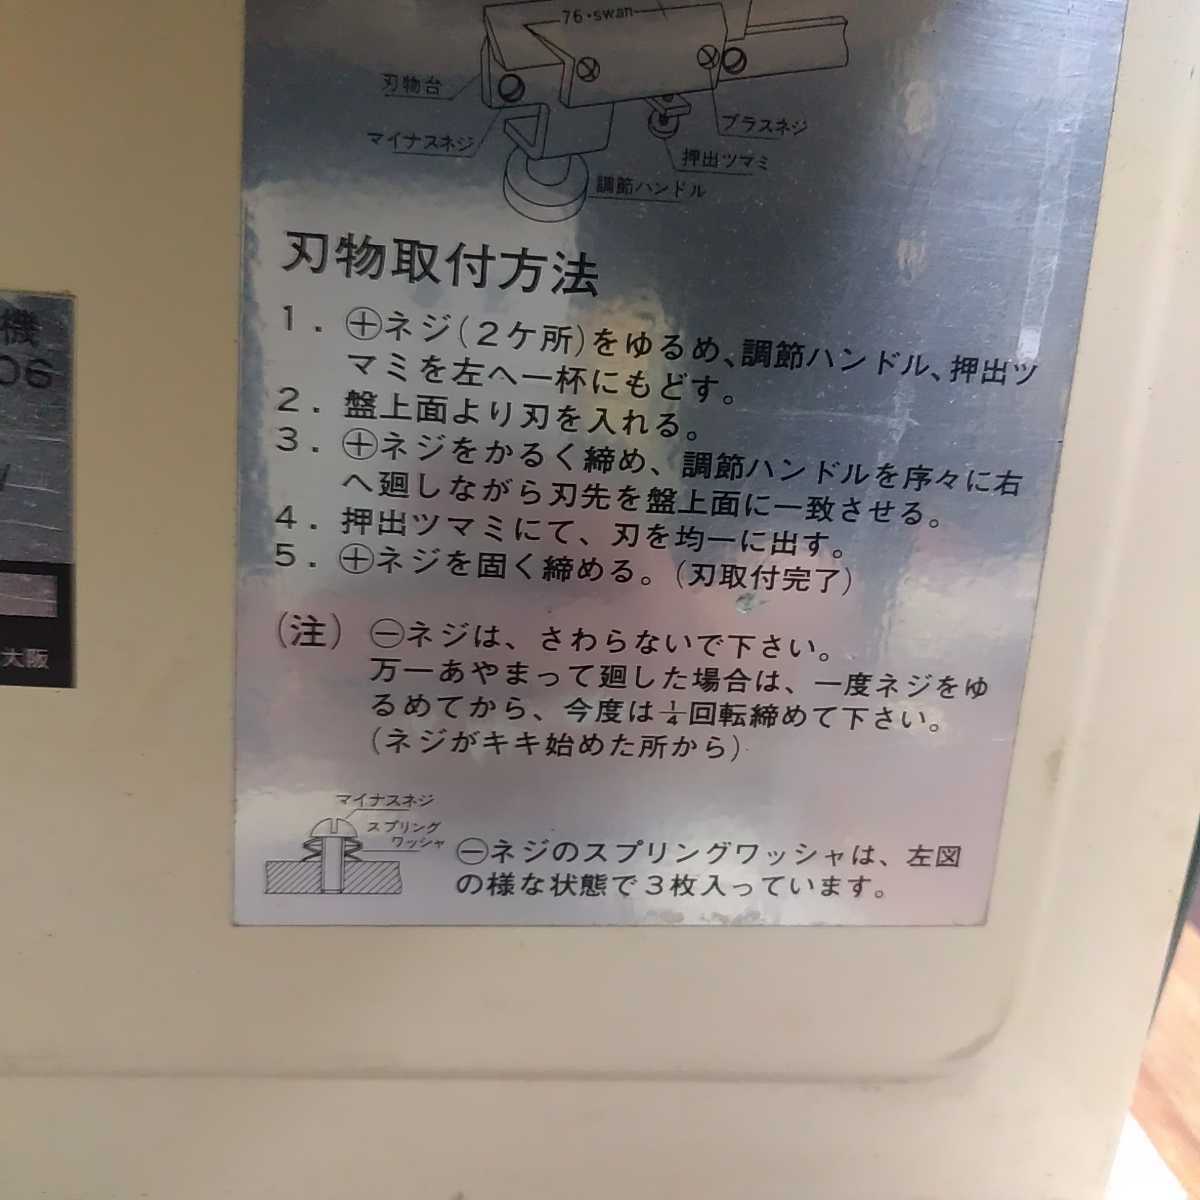 76・swan
刃物台
マイナスネジ
プラスネジ
押出ツマミ
調節ハンドル
刃物取付方法
1. ⊕ネジ(2ケ所)をゆるめ、調節ハンドル、押出ツ
マミを左へ一杯にもどす。
2. 盤上面より刃を入れる。
3. ⊕ネジをかるく締め、調節ハンドルを序々に右
へ廻しながら刃先を盤上面に一致させる。
4. 押出ツマミにて、刃を均一に出す。
5. ⊕ネジを固く締める。(刃取付完了)
(注) ⊖ネジは、さわらないで下さい。
万一あやまって廻した場合は、一度ネジをゆ
るめてから、今度は¼回転締めて下さい。
(ネジがキキ始めた所から)
マイナスネジ
スプリング
ワッシャ
⊖ネジのスプリングワッシャは、左図
の様な状態で3枚入っています。
機
06
大阪